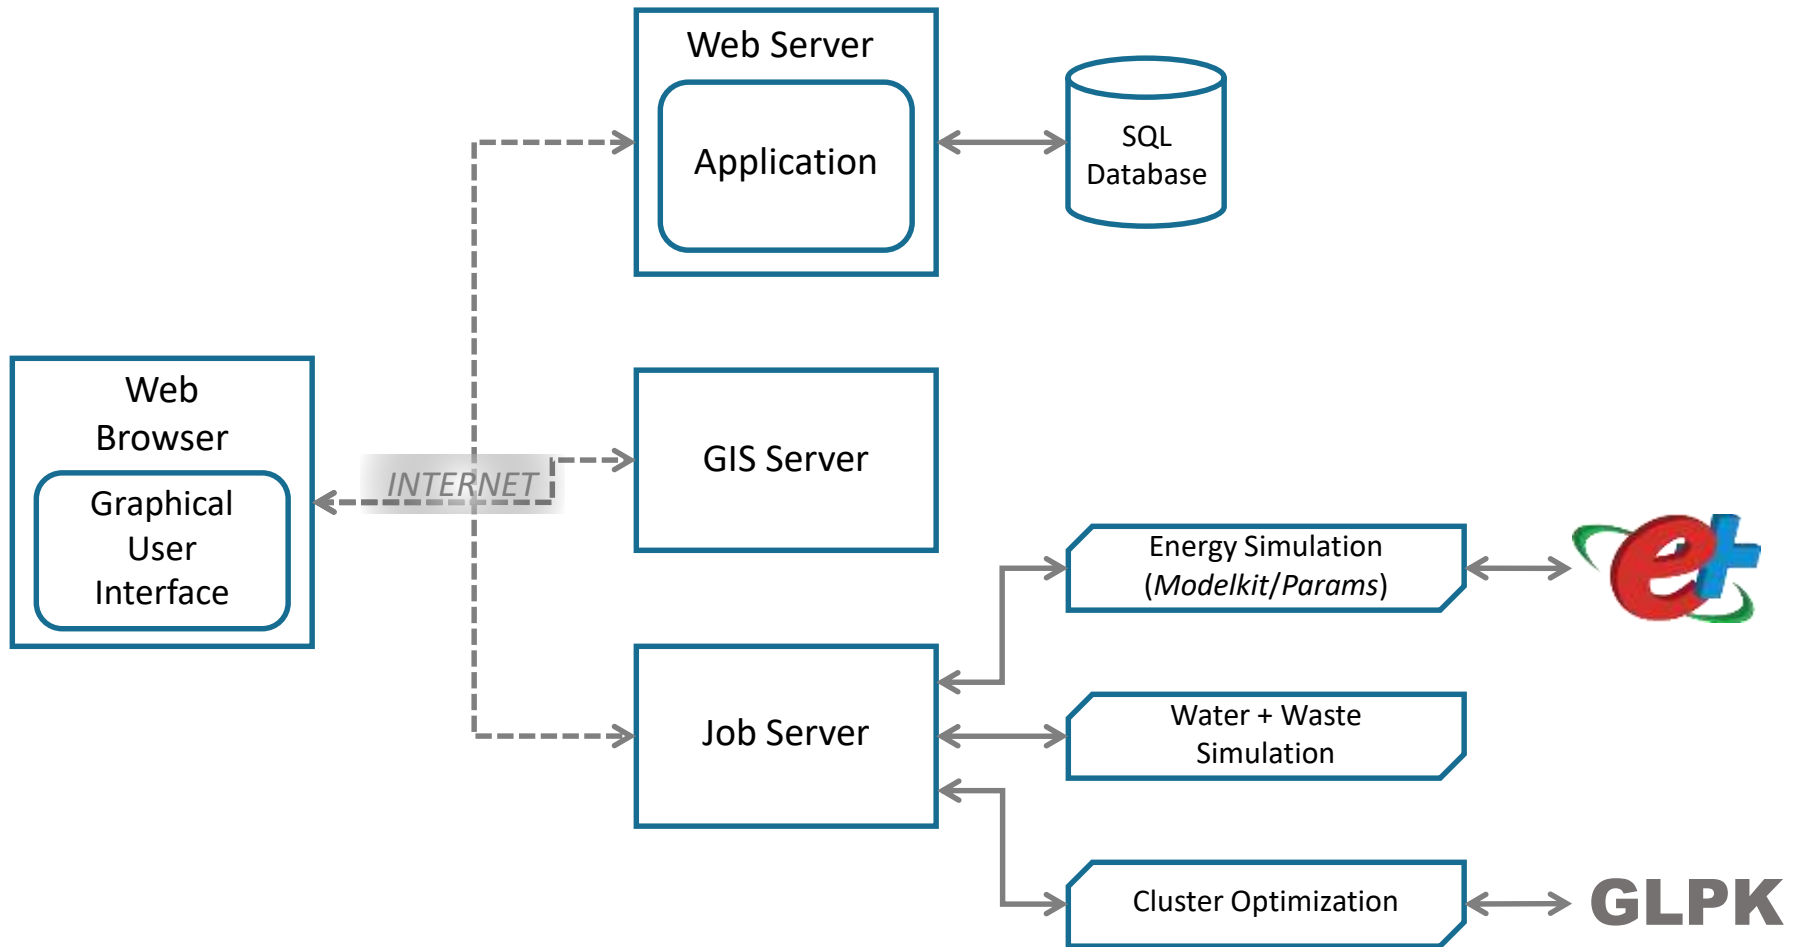 Web Server
Application
SQL
Database
Web
Browser
Graphical
User
Interface
INTERNET
GIS Server
Job Server
Energy Simulation
(Modelkit/Params)
e+
Water + Waste
Simulation
Cluster Optimization
GLPK